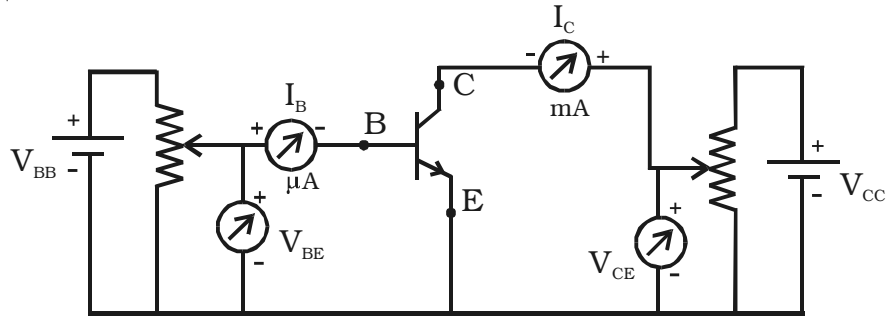 I_C
- +
C
mA
I_B
+ -
B
μA
E
+
-
V_BB
+
-
V_BE
+
-
V_CE
+
-
V_CC